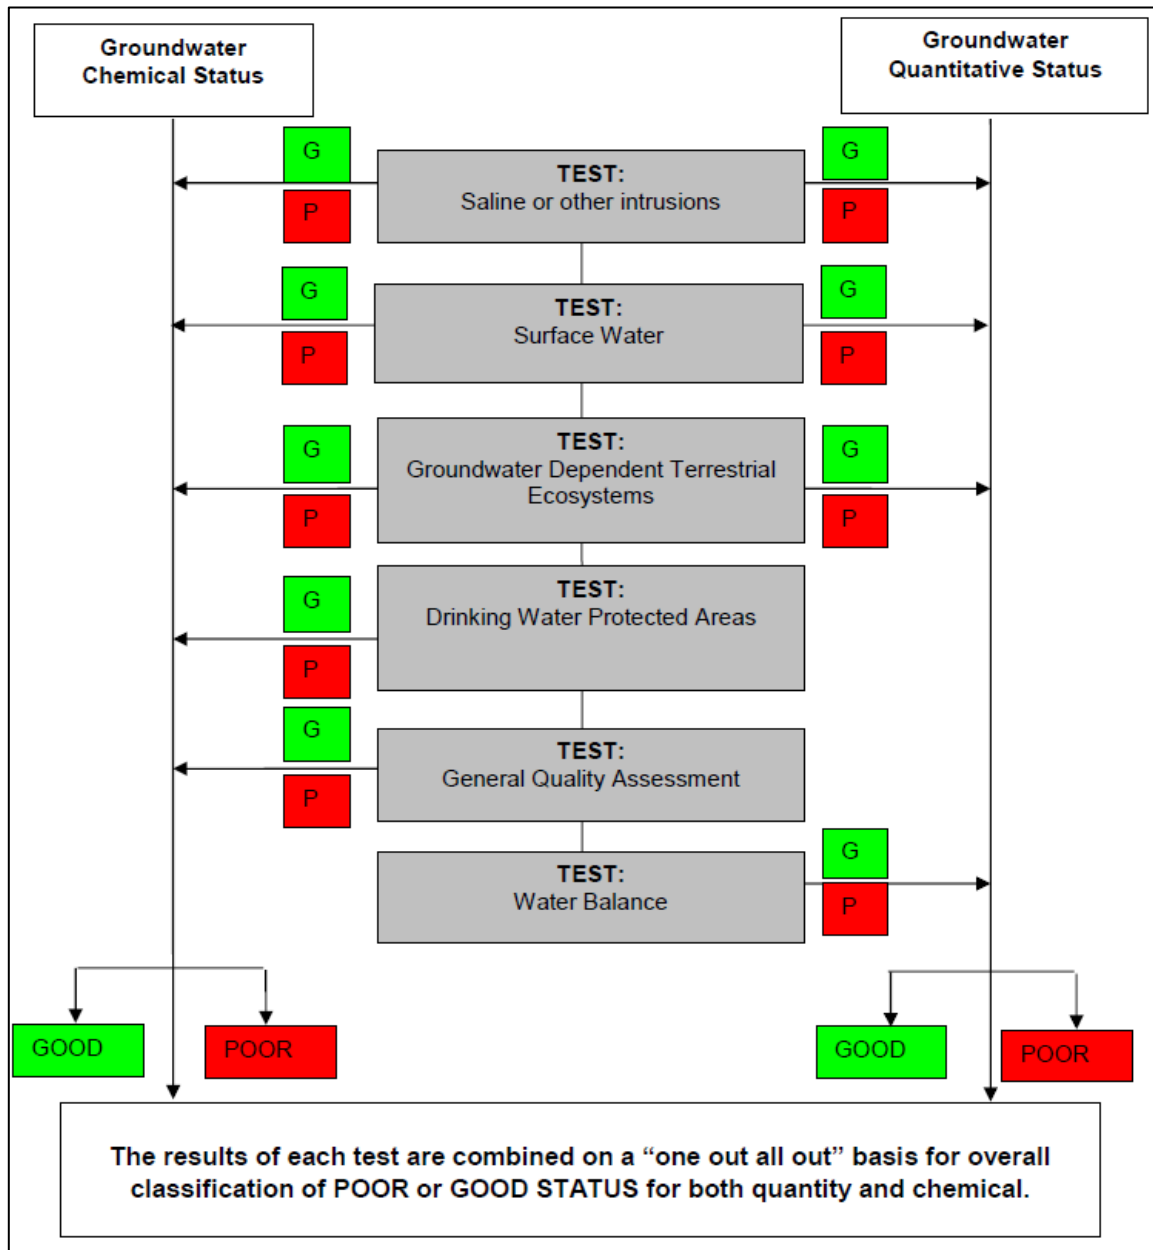 Groundwater
Chemical Status
Groundwater
Quantitative Status
G
P
TEST:
Saline or other intrusions
G
P
G
P
TEST:
Surface Water
G
P
G
P
TEST:
Groundwater Dependent Terrestrial
Ecosystems
G
P
G
P
TEST:
Drinking Water Protected Areas
G
P
TEST:
General Quality Assessment
TEST:
Water Balance
G
P
GOOD
POOR
GOOD
POOR
The results of each test are combined on a “one out all out” basis for overall
classification of POOR or GOOD STATUS for both quantity and chemical.